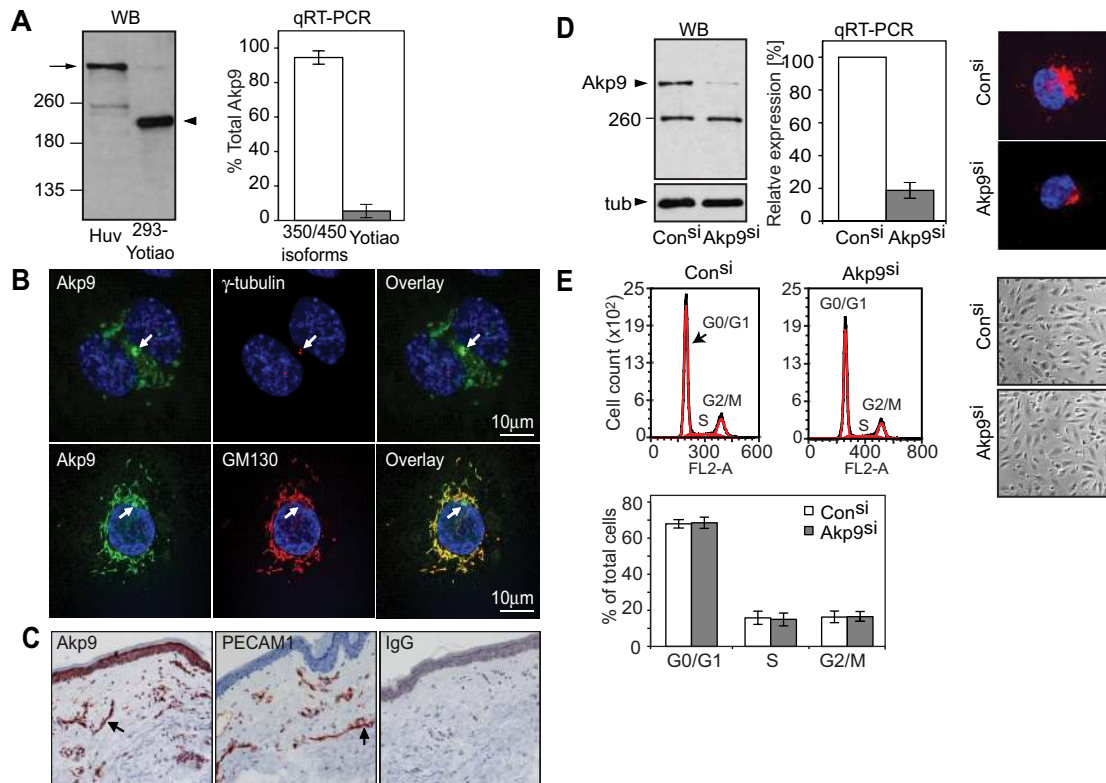 A
WB
260
180
135
Huv
293-
Yotiao
qRT-PCR
% Total Akp9
100
80
60
40
20
0
350/450
isoforms
Yotiao
B
Akp9
γ-tubulin
Overlay
10μm
Akp9
GM130
Overlay
10μm
C
Akp9
PECAM1
IgG
D
WB
Akp9
260
tub
Consi Akp9si
qRT-PCR
Relatve expression [%]
100
80
60
40
20
0
Consi Akp9si
Consi
Akp9si
E
Consi
Cell count (x10²)
25
19
13
6
0
G0/G1
S
G2/M
0 200 400 600
FL2-A
Akp9si
25
19
13
6
0
G0/G1
S
G2/M
0 200 400 800
FL2-A
Consi
Akp9si
% of total cells
80
60
40
20
0
Consi
Akp9si
G0/G1
S
G2/M